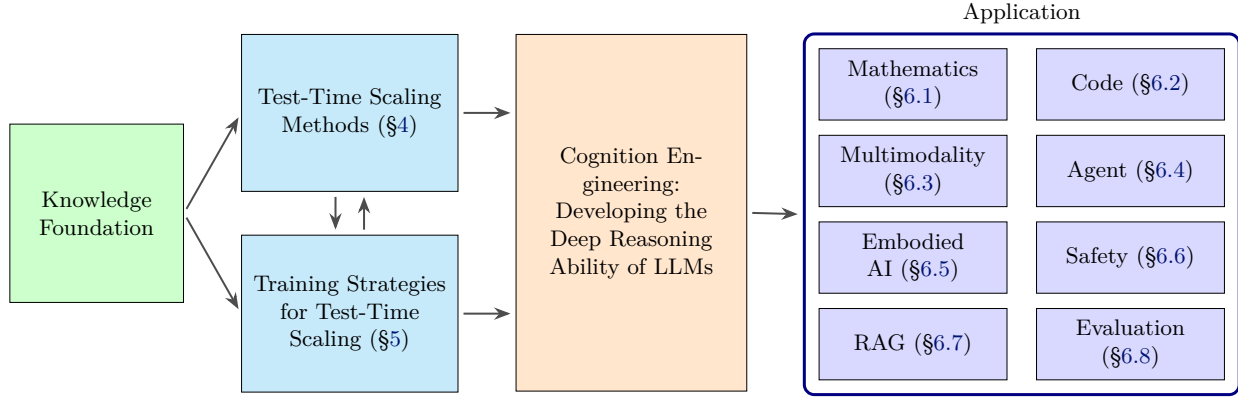 Knowledge
Foundation
Test-Time Scaling
Methods (§4)
Training Strategies
for Test-Time
Scaling (§5)
Cognition En-
gineering:
Developing the
Deep Reasoning
Ability of LLMs
Application
Mathematics
(§6.1)
Code (§6.2)
Multimodality
(§6.3)
Agent (§6.4)
Embodied
AI (§6.5)
Safety (§6.6)
RAG (§6.7)
Evaluation
(§6.8)